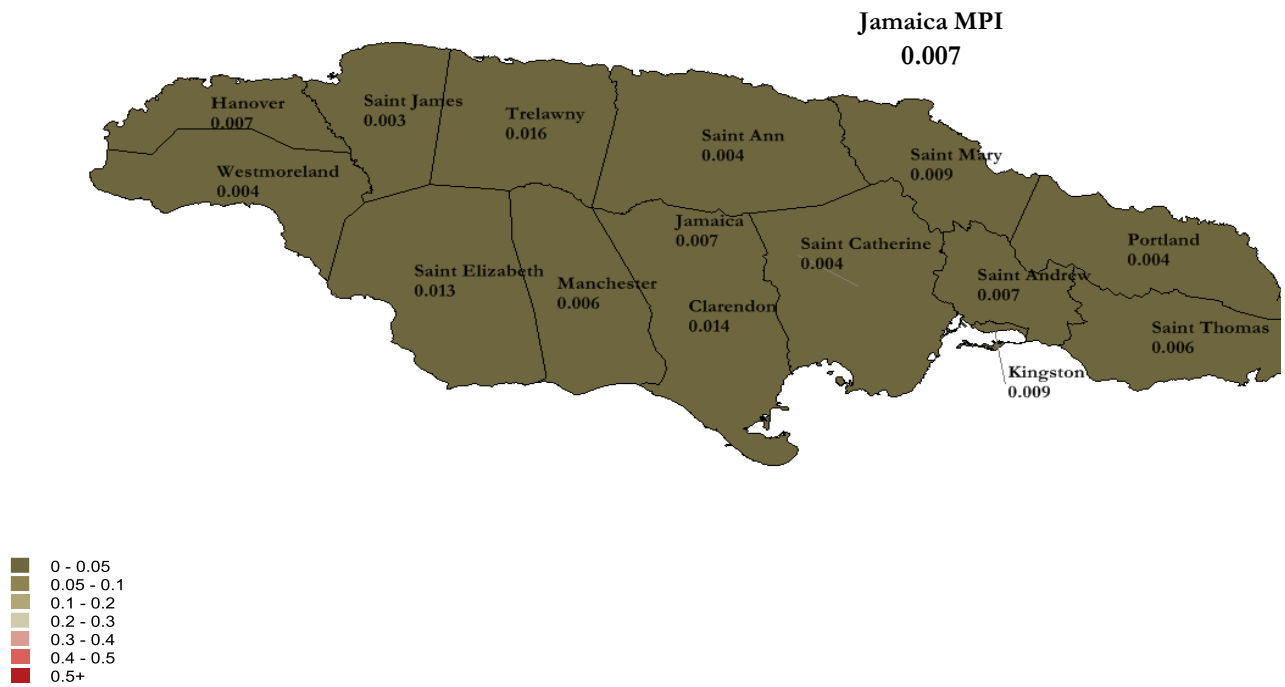 Jamaica MPI
0.007
Hanover
0.007
Saint James
0.003
Trelawny
0.016
Saint Ann
0.004
Saint Mary
0.009
Westmoreland
0.004
Jamaica
0.007
Saint Catherine
0.004
Portland
0.004
Saint Elizabeth
0.013
Manchester
0.006
Clarendon
0.014
Saint Andrew
0.007
Saint Thomas
0.006
Kingston
0.009
0 - 0.05
0.05 - 0.1
0.1 - 0.2
0.2 - 0.3
0.3 - 0.4
0.4 - 0.5
0.5+